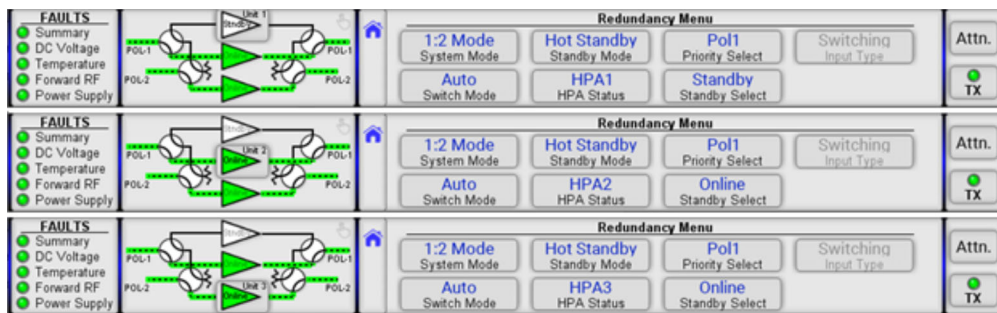 FAULTS
Summary
DC Voltage
Temperature
Forward RF
Power Supply
POL-1
POL-2
Stndby
Unit 1
Online
Online
POL-1
POL-2
Redundancy Menu
1:2 Mode Hot Standby Pol1 Switching
System Mode Standby Mode Priority Select Input Type
Auto HPA1 Standby
Switch Mode HPA Status Standby Select
Attn.
TX
FAULTS
Summary
DC Voltage
Temperature
Forward RF
Power Supply
POL-1
POL-2
Stndby
Unit 2
Online
Online
POL-1
POL-2
Redundancy Menu
1:2 Mode Hot Standby Pol1 Switching
System Mode Standby Mode Priority Select Input Type
Auto HPA2 Online
Switch Mode HPA Status Standby Select
Attn.
TX
FAULTS
Summary
DC Voltage
Temperature
Forward RF
Power Supply
POL-1
POL-2
Stndby
Online
Unit 3
Online
POL-1
POL-2
Redundancy Menu
1:2 Mode Hot Standby Pol1 Switching
System Mode Standby Mode Priority Select Input Type
Auto HPA3 Online
Switch Mode HPA Status Standby Select
Attn.
TX